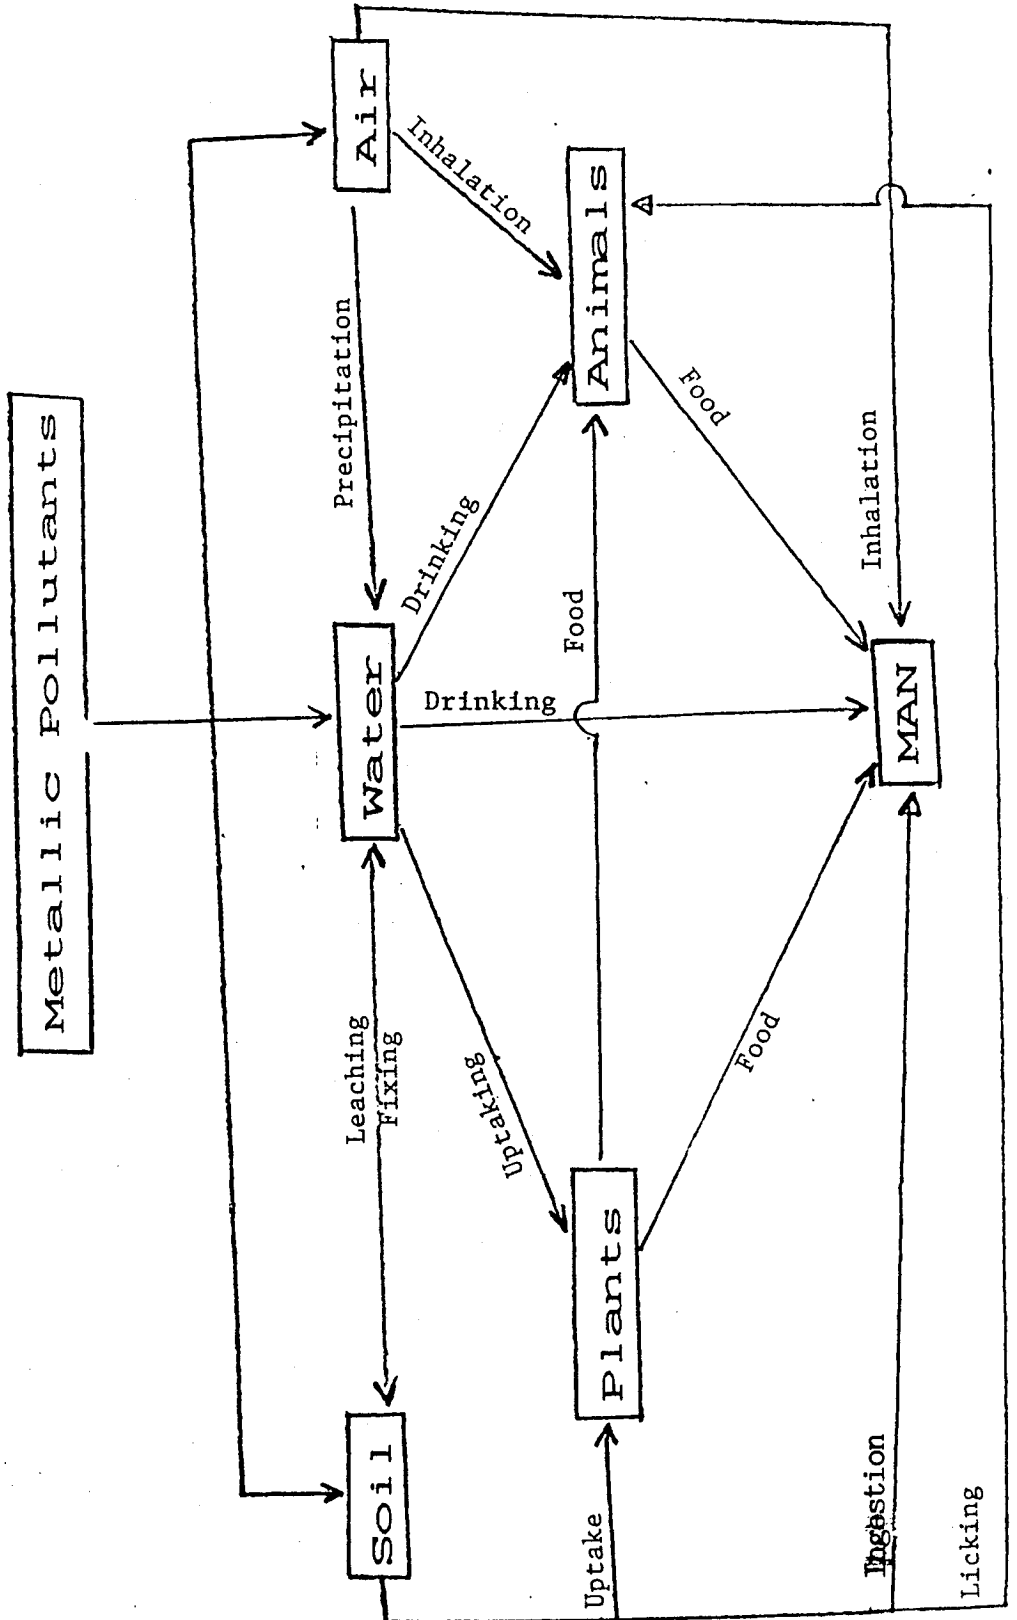 Metallic Pollutants
Soil
Water
Air
Leaching
Fixing
Precipitation
Inhalation
Uptaking
Drinking
Drinking
Uptake
Plants
Food
Animals
Food
Food
Inhalation
Ingestion
MAN
Licking